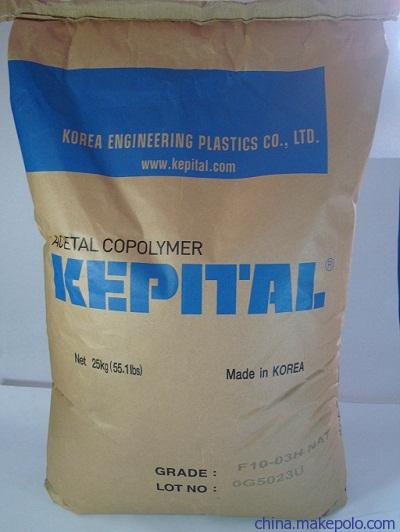 KOREA ENGINEERING PLASTICS CO., LTD.
www.kepital.com
ACETAL COPOLYMER
KEPITAL®
Net 25kg (55.1lbs)
Made in KOREA
GRADE : F10-03H NAT
LOT NO : 0G5023U
china.makepolo.com